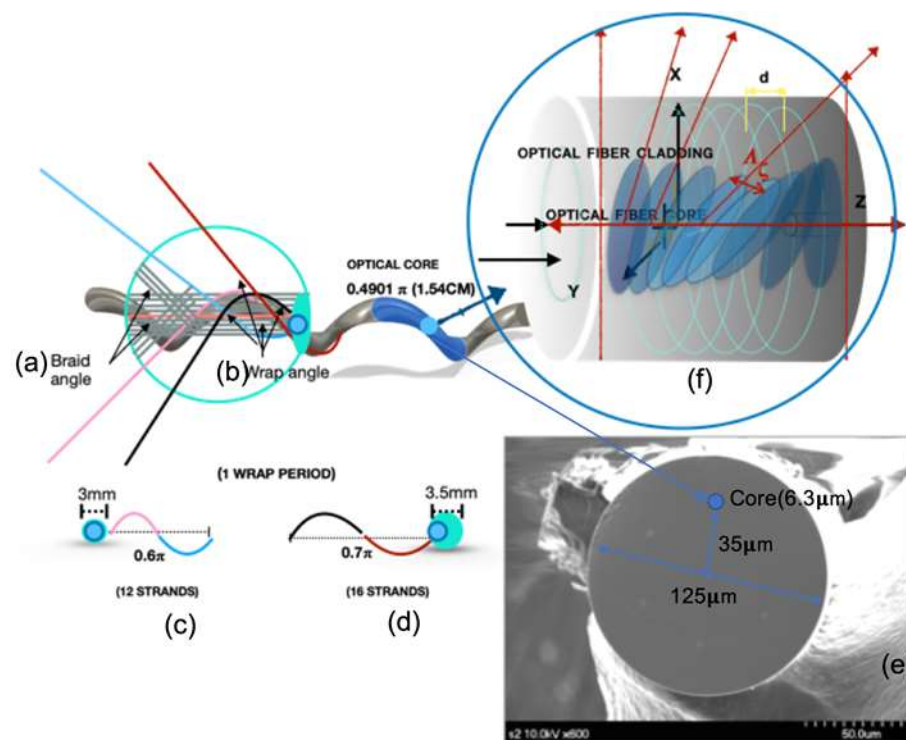 d
X
OPTICAL FIBER CLADDING
Λζ
OPTICAL FIBER CORE
Z
Y
(f)
OPTICAL CORE
0.4901 π (1.54CM)
(a)
Braid
angle
(b)
Wrap angle
(1 WRAP PERIOD)
3mm
0.6π
(12 STRANDS)
(c)
3.5mm
0.7π
(16 STRANDS)
(d)
Core(6.3μm)
35μm
125μm
(e)
s2 10.0kV x600
50.0um